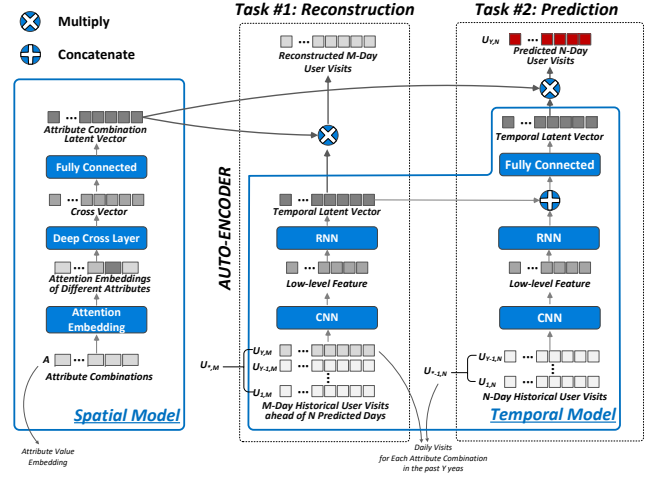 Multiply
Concatenate
Task #1: Reconstruction
Task #2: Prediction
Reconstructed M-Day
User Visits
U_{Y,N}
Predicted N-Day
User Visits
Attribute Combination
Latent Vector
Fully Connected
Cross Vector
Deep Cross Layer
Attention Embeddings
of Different Attributes
Attention
Embedding
A
Attribute Combinations
Spatial Model
Attribute Value
Embedding
AUTO-ENCODER
Temporal Latent Vector
RNN
Low-level Feature
CNN
U_{*,M}
U_{Y,M}
U_{Y-1,M}
U_{1,M}
M-Day Historical User Visits
ahead of N Predicted Days
Temporal Latent Vector
Fully Connected
RNN
Low-level Feature
CNN
U_{*-1,N}
U_{Y-1,N}
U_{1,N}
N-Day Historical User Visits
Temporal Model
Daily Visits
for Each Attribute Combination
in the past Y yeas